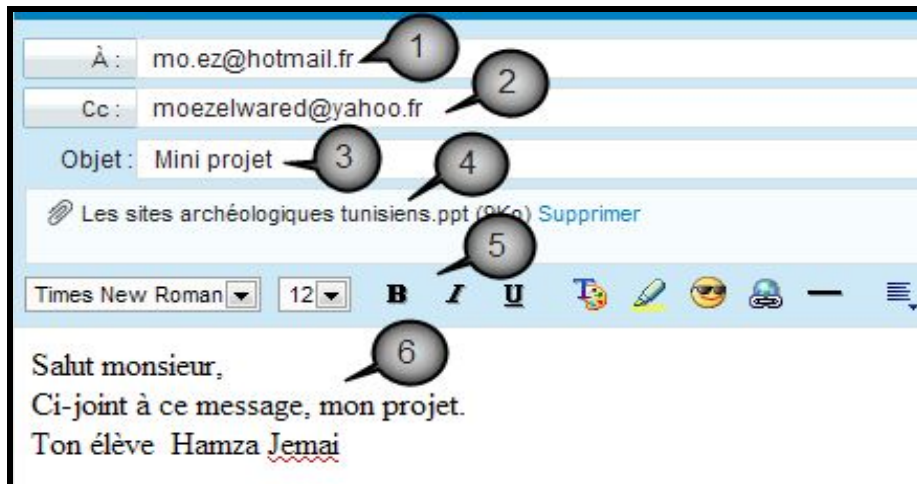 À : mo.ez@hotmail.fr 1
Cc : moezelwared@yahoo.fr 2
Objet : Mini projet 3
4
Les sites archéologiques tunisiens.ppt (9Ko) Supprimer
5
Times New Roman 12 B I U
6
Salut monsieur,
Ci-joint à ce message, mon projet.
Ton élève Hamza Jemai